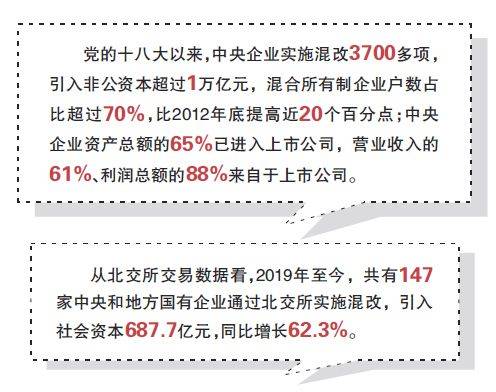 党的十八大以来,中央企业实施混改3700多项,
引入非公资本超过1万亿元，混合所有制企业户数占
比超过70%,比2012年底提高近20个百分点;中央
企业资产总额的65%已进入上市公司，营业收入的
61%、利润总额的88%来自于上市公司。
从北交所交易数据看,2019年至今，共有147
家中央和地方国有企业通过北交所实施混改，引入
社会资本687.7亿元,同比增长62.3%。